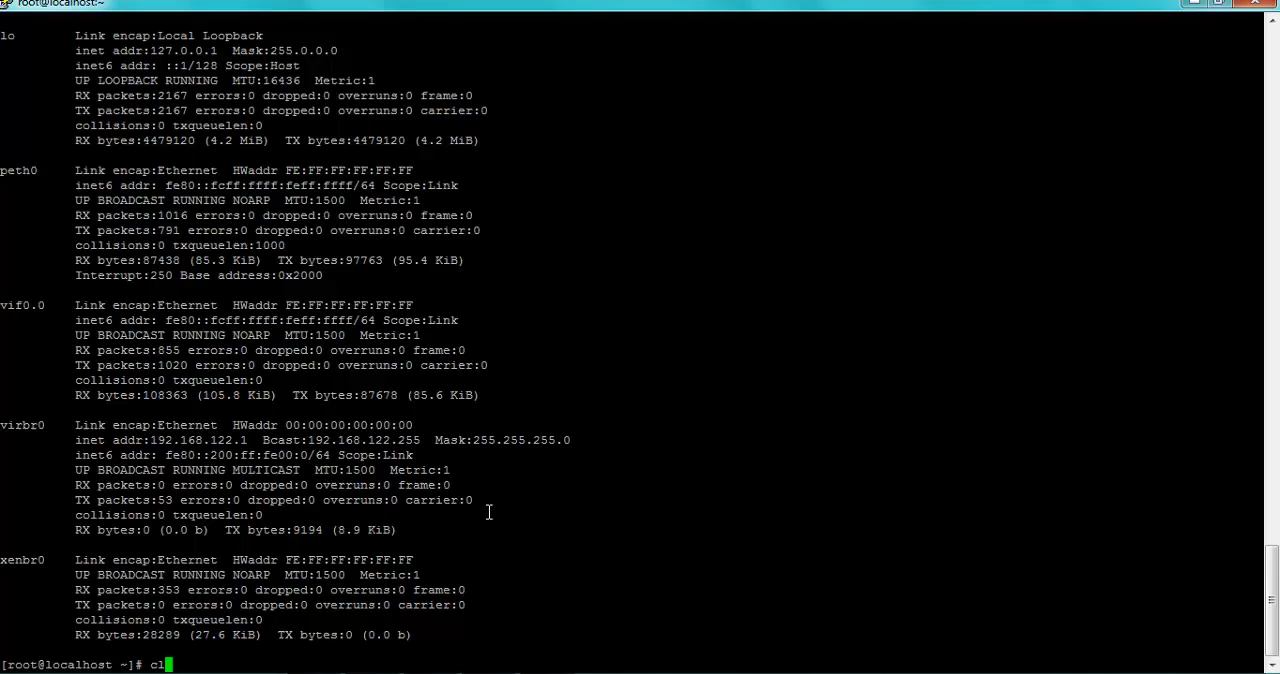 root@localhost:~
lo        Link encap:Local Loopback
          inet addr:127.0.0.1  Mask:255.0.0.0
          inet6 addr: ::1/128 Scope:Host
          UP LOOPBACK RUNNING  MTU:16436  Metric:1
          RX packets:2167 errors:0 dropped:0 overruns:0 frame:0
          TX packets:2167 errors:0 dropped:0 overruns:0 carrier:0
          collisions:0 txqueuelen:0
          RX bytes:4479120 (4.2 MiB)  TX bytes:4479120 (4.2 MiB)
peth0     Link encap:Ethernet  HWaddr FE:FF:FF:FF:FF:FF
          inet6 addr: fe80::fcff:ffff:feff:ffff/64 Scope:Link
          UP BROADCAST RUNNING NOARP  MTU:1500  Metric:1
          RX packets:1016 errors:0 dropped:0 overruns:0 frame:0
          TX packets:791 errors:0 dropped:0 overruns:0 carrier:0
          collisions:0 txqueuelen:1000
          RX bytes:87438 (85.3 KiB)  TX bytes:97763 (95.4 KiB)
          Interrupt:250 Base address:0x2000
vif0.0    Link encap:Ethernet  HWaddr FE:FF:FF:FF:FF:FF
          inet6 addr: fe80::fcff:ffff:feff:ffff/64 Scope:Link
          UP BROADCAST RUNNING NOARP  MTU:1500  Metric:1
          RX packets:855 errors:0 dropped:0 overruns:0 frame:0
          TX packets:1020 errors:0 dropped:0 overruns:0 carrier:0
          collisions:0 txqueuelen:0
          RX bytes:108363 (105.8 KiB)  TX bytes:87678 (85.6 KiB)
virbr0    Link encap:Ethernet  HWaddr 00:00:00:00:00:00
          inet addr:192.168.122.1  Bcast:192.168.122.255  Mask:255.255.255.0
          inet6 addr: fe80::200:ff:fe00:0/64 Scope:Link
          UP BROADCAST RUNNING MULTICAST  MTU:1500  Metric:1
          RX packets:0 errors:0 dropped:0 overruns:0 frame:0
          TX packets:53 errors:0 dropped:0 overruns:0 carrier:0
          collisions:0 txqueuelen:0
          RX bytes:0 (0.0 b)  TX bytes:9194 (8.9 KiB)
xenbr0    Link encap:Ethernet  HWaddr FE:FF:FF:FF:FF:FF
          UP BROADCAST RUNNING NOARP  MTU:1500  Metric:1
          RX packets:353 errors:0 dropped:0 overruns:0 frame:0
          TX packets:0 errors:0 dropped:0 overruns:0 carrier:0
          collisions:0 txqueuelen:0
          RX bytes:28289 (27.6 KiB)  TX bytes:0 (0.0 b)
[root@localhost ~]# cl